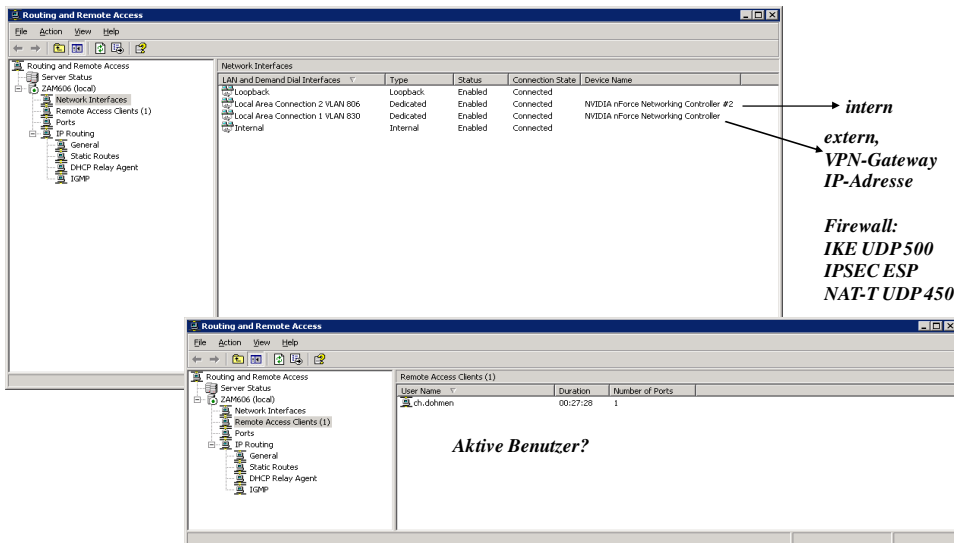 Routing and Remote Access
File Action View Help
Routing and Remote Access
Server Status
ZAM606 (local)
Network Interfaces
Remote Access Clients (1)
Ports
IP Routing
General
Static Routes
DHCP Relay Agent
IGMP
Network Interfaces
LAN and Demand Dial Interfaces Type Status Connection State Device Name
Loopback Loopback Enabled Connected
Local Area Connection 2 VLAN 806 Dedicated Enabled Connected NVIDIA nForce Networking Controller #2
Local Area Connection 1 VLAN 830 Dedicated Enabled Connected NVIDIA nForce Networking Controller
Internal Internal Enabled Connected
intern
extern,
VPN-Gateway
IP-Adresse
Firewall:
IKE UDP 500
IPSEC ESP
NAT-T UDP 450
Routing and Remote Access
File Action View Help
Routing and Remote Access
Server Status
ZAM606 (local)
Network Interfaces
Remote Access Clients (1)
Ports
IP Routing
General
Static Routes
DHCP Relay Agent
IGMP
Remote Access Clients (1)
User Name Duration Number of Ports
ch.dohmen 00:27:28 1
Aktive Benutzer?